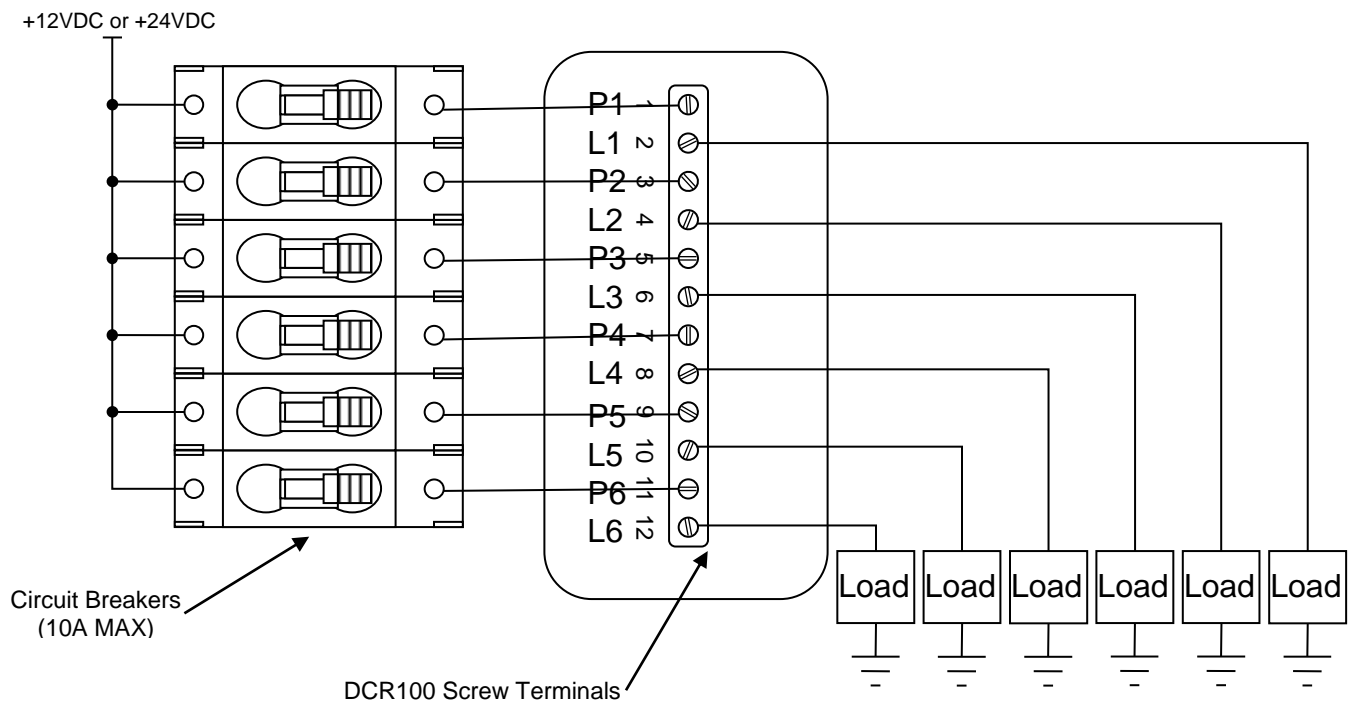 +12VDC or +24VDC
P1 1
L1 2
P2 3
L2 4
P3 5
L3 6
P4 7
L4 8
P5 9
L5 10
P6 11
L6 12
Load Load Load Load Load Load
Circuit Breakers
(10A MAX)
DCR100 Screw Terminals